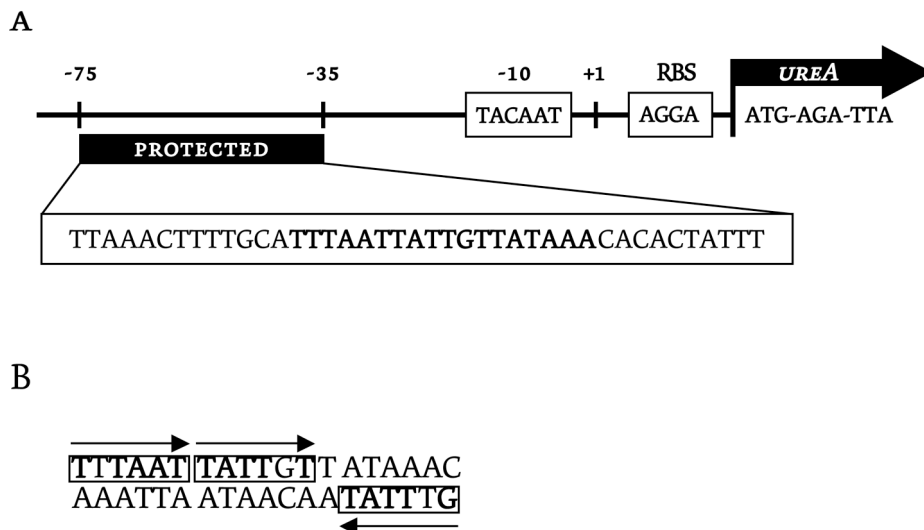 A
-75 -35 -10 +1 RBS UREA
TACAAT AGGA ATG-AGA-TTA
PROTECTED
TTAAACTTTTGCATTTAATTATTGTTATAAACACACTATTT
B
TTTAAT TATTGTT ATAAAC
AAATTA ATAACAATATTTG